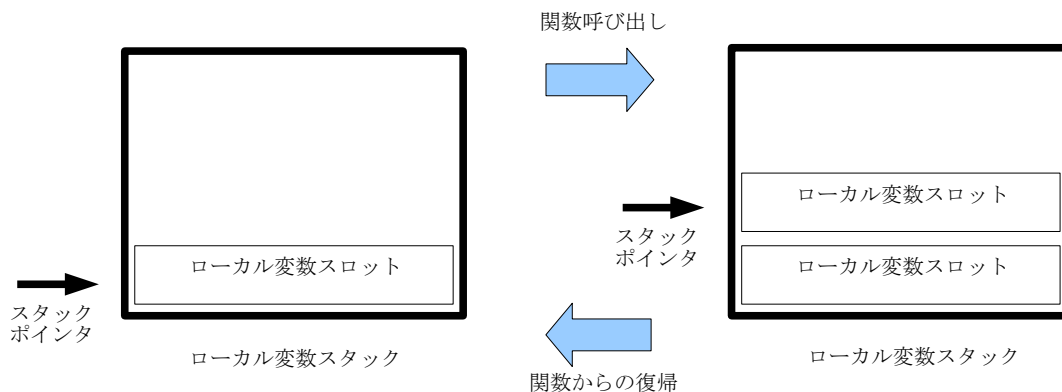 関数呼び出し
ローカル変数スロット
スタック
ポインタ
ローカル変数スタック
ローカル変数スロット
スタック
ポインタ
ローカル変数スロット
ローカル変数スタック
関数からの復帰